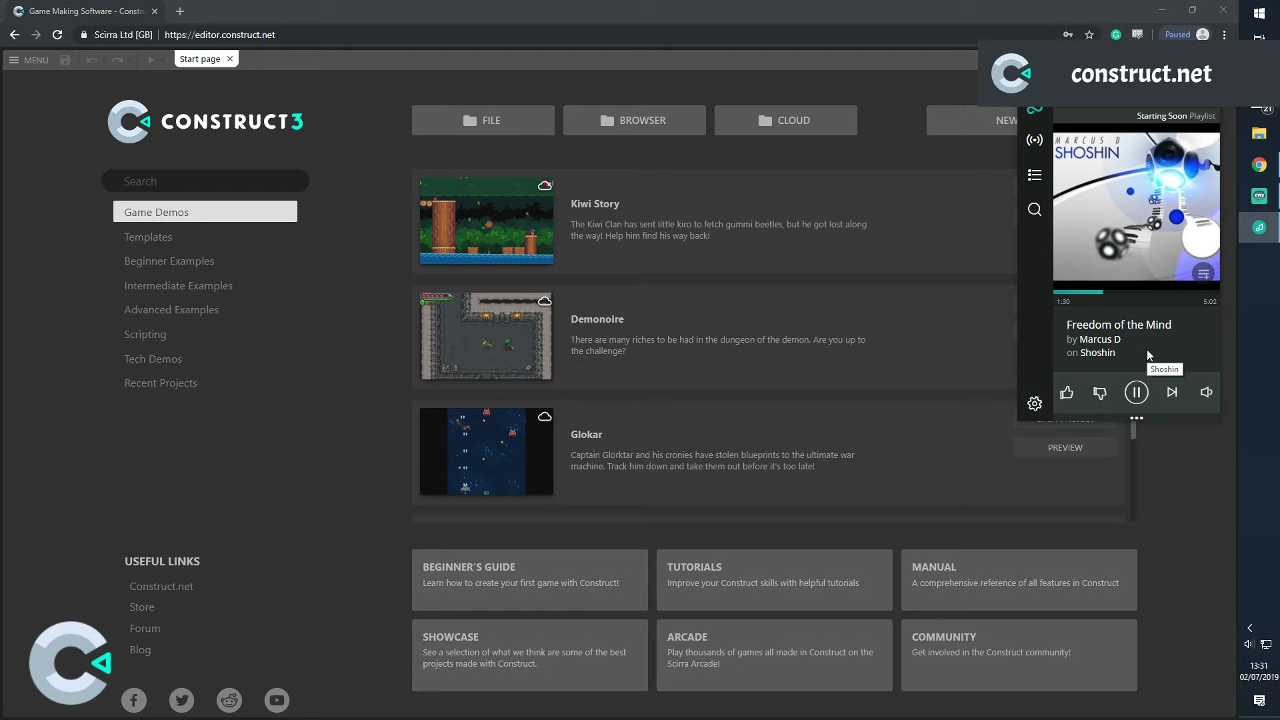 Game Making Software - Constru
Scirra Ltd [GB] | https://editor.construct.net
Paused
MENU
Start page
construct.net
CONSTRUCT 3
FILE
BROWSER
CLOUD
NEW
Starting Soon Playlist
MARCUS D
SHOSHIN
Search
Game Demos
Templates
Beginner Examples
Intermediate Examples
Advanced Examples
Scripting
Tech Demos
Recent Projects
Kiwi Story
The Kiwi Clan has sent little kiro to fetch gummi beetles, but he got lost along
the way! Help him find his way back!
Demonoire
There are many riches to be had in the dungeon of the demon. Are you up to
the challenge?
Glokar
Captain Glorktar and his cronies have stolen blueprints to the ultimate war
machine. Track him down and take them out before it's too late!
1:30
5:02
Freedom of the Mind
by Marcus D
on Shoshin
Shoshin
PREVIEW
USEFUL LINKS
Construct.net
Store
Forum
Blog
BEGINNER'S GUIDE
Learn how to create your first game with Construct!
TUTORIALS
Improve your Construct skills with helpful tutorials
MANUAL
A comprehensive reference of all features in Construct
SHOWCASE
See a selection of what we think are some of the best
projects made with Construct.
ARCADE
Play thousands of games all made in Construct on the
Scirra Arcade!
COMMUNITY
Get involved in the Construct community!
13:31
02/07/2019